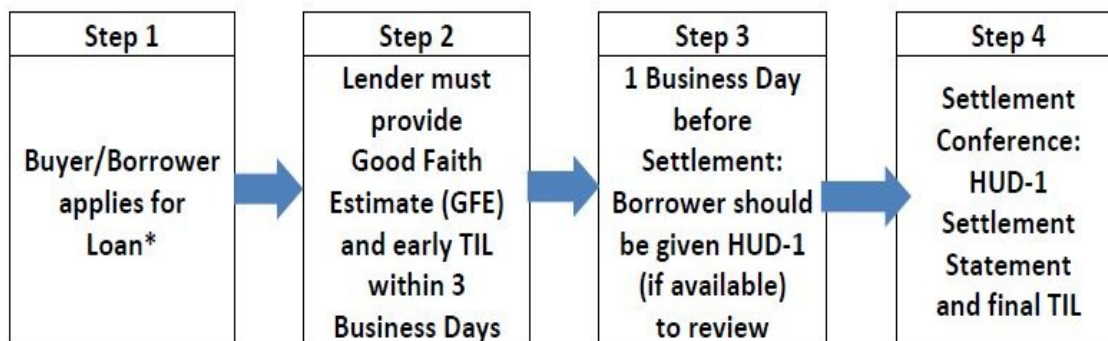 Step 1
Buyer/Borrower
applies for
Loan*
Step 2
Lender must
provide
Good Faith
Estimate (GFE)
and early TIL
within 3
Business Days
Step 3
1 Business Day
before
Settlement:
Borrower should
be given HUD-1
(if available)
to review
Step 4
Settlement
Conference:
HUD-1
Settlement
Statement
and final TIL